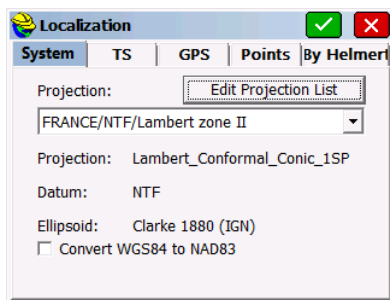 Localization
System TS GPS Points By Helmert
Projection: Edit Projection List
FRANCE/NTF/Lambert zone II
Projection: Lambert_Conformal_Conic_1SP
Datum: NTF
Ellipsoid: Clarke 1880 (IGN)
Convert WGS84 to NAD83